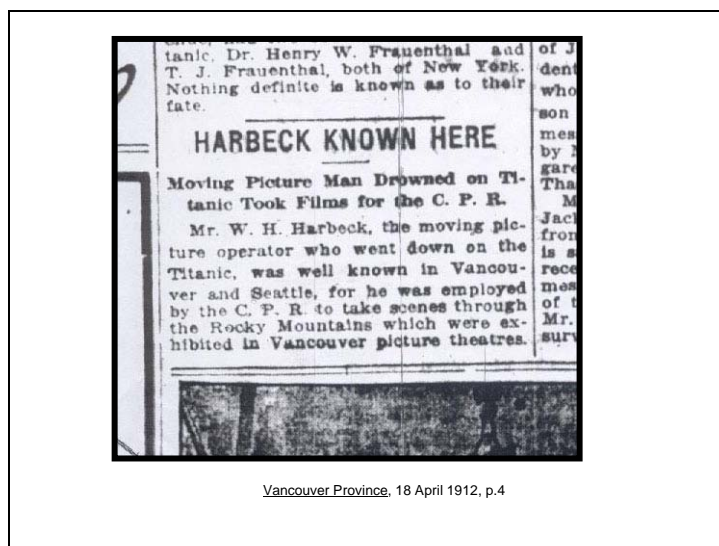 tanic, Dr. Henry W. Frauenthal and
T. J. Frauenthal, both of New York.
Nothing definite is known as to their
fate.
HARBECK KNOWN HERE
Moving Picture Man Drowned on Ti-
tanic Took Films for the C. P. R.
Mr. W. H. Harbeck, the moving pic-
ture operator who went down on the
Titanic, was well known in Vancou-
ver and Seattle, for he was employed
by the C. P. R. to take scenes through
the Rocky Mountains which were ex-
hibited in Vancouver picture theatres.
of J
dent
who
son
mes
by
gare
Tha
M
Jac
fron
is s
rece
mes
of t
Mr.
surv
Vancouver Province, 18 April 1912, p.4